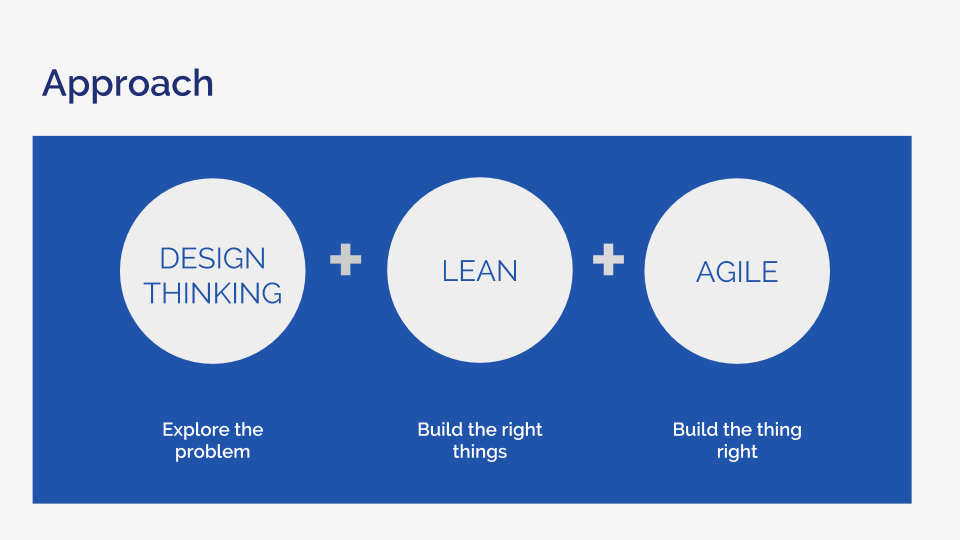 Approach
DESIGN
THINKING
LEAN
AGILE
Explore the
problem
Build the right
things
Build the thing
right